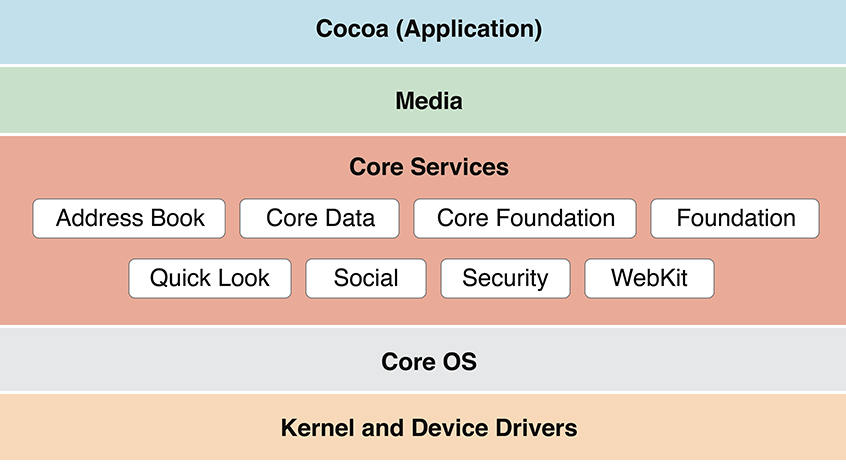 Cocoa (Application)
Media
Core Services
Address Book Core Data Core Foundation Foundation
Quick Look Social Security WebKit
Core OS
Kernel and Device Drivers